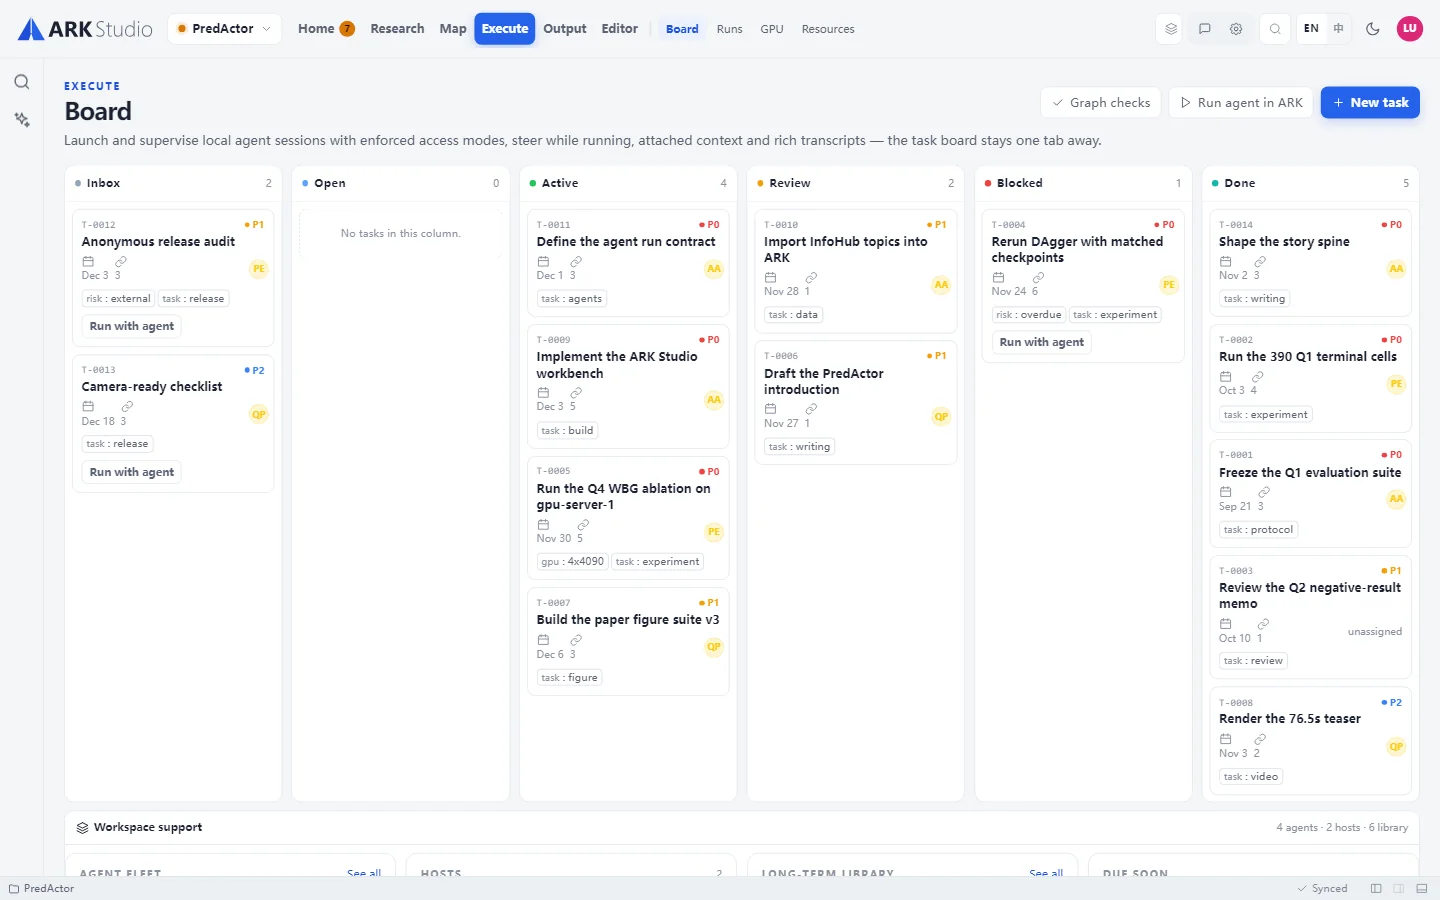 ARK Studio
PredActor
Home 7 Research Map Execute Output Editor
Board Runs GPU Resources
EN 中
LU
EXECUTE
Board
Graph checks
Run agent in ARK
+ New task
Launch and supervise local agent sessions with enforced access modes, steer while running, attached context and rich transcripts — the task board stays one tab away.
Inbox 2
T-0012 P1
Anonymous release audit
Dec 3 3
PE
risk : external task : release
Run with agent
T-0013 P2
Camera-ready checklist
Dec 18 3
QP
task : release
Run with agent
Open 0
No tasks in this column.
Active 4
T-0011 P0
Define the agent run contract
Dec 1 3
AA
task : agents
T-0009 P0
Implement the ARK Studio
workbench
Dec 3 5
AA
task : build
T-0005 P0
Run the Q4 WBG ablation on
gpu-server-1
Nov 30 5
PE
gpu : 4x4090 task : experiment
T-0007 P1
Build the paper figure suite v3
Dec 6 3
QP
task : figure
Review 2
T-0010 P1
Import InfoHub topics into
ARK
Nov 28 1
AA
task : data
T-0006 P1
Draft the PredActor
introduction
Nov 27 1
QP
task : writing
Blocked 1
T-0004 P0
Rerun DAgger with matched
checkpoints
Nov 24 6
PE
risk : overdue task : experiment
Run with agent
Done 5
T-0014 P0
Shape the story spine
Nov 2 3
AA
task : writing
T-0002 P0
Run the 390 Q1 terminal cells
Oct 3 4
PE
task : experiment
T-0001 P0
Freeze the Q1 evaluation suite
Sep 21 3
AA
task : protocol
T-0003 P1
Review the Q2 negative-result
memo
Oct 10 1
unassigned
task : review
T-0008 P2
Render the 76.5s teaser
Nov 3 2
QP
task : video
Workspace support
4 agents · 2 hosts · 6 library
AGENT FLEET See all
HOSTS 2
LONG-TERM LIBRARY See all
DUE SOON
PredActor
Synced